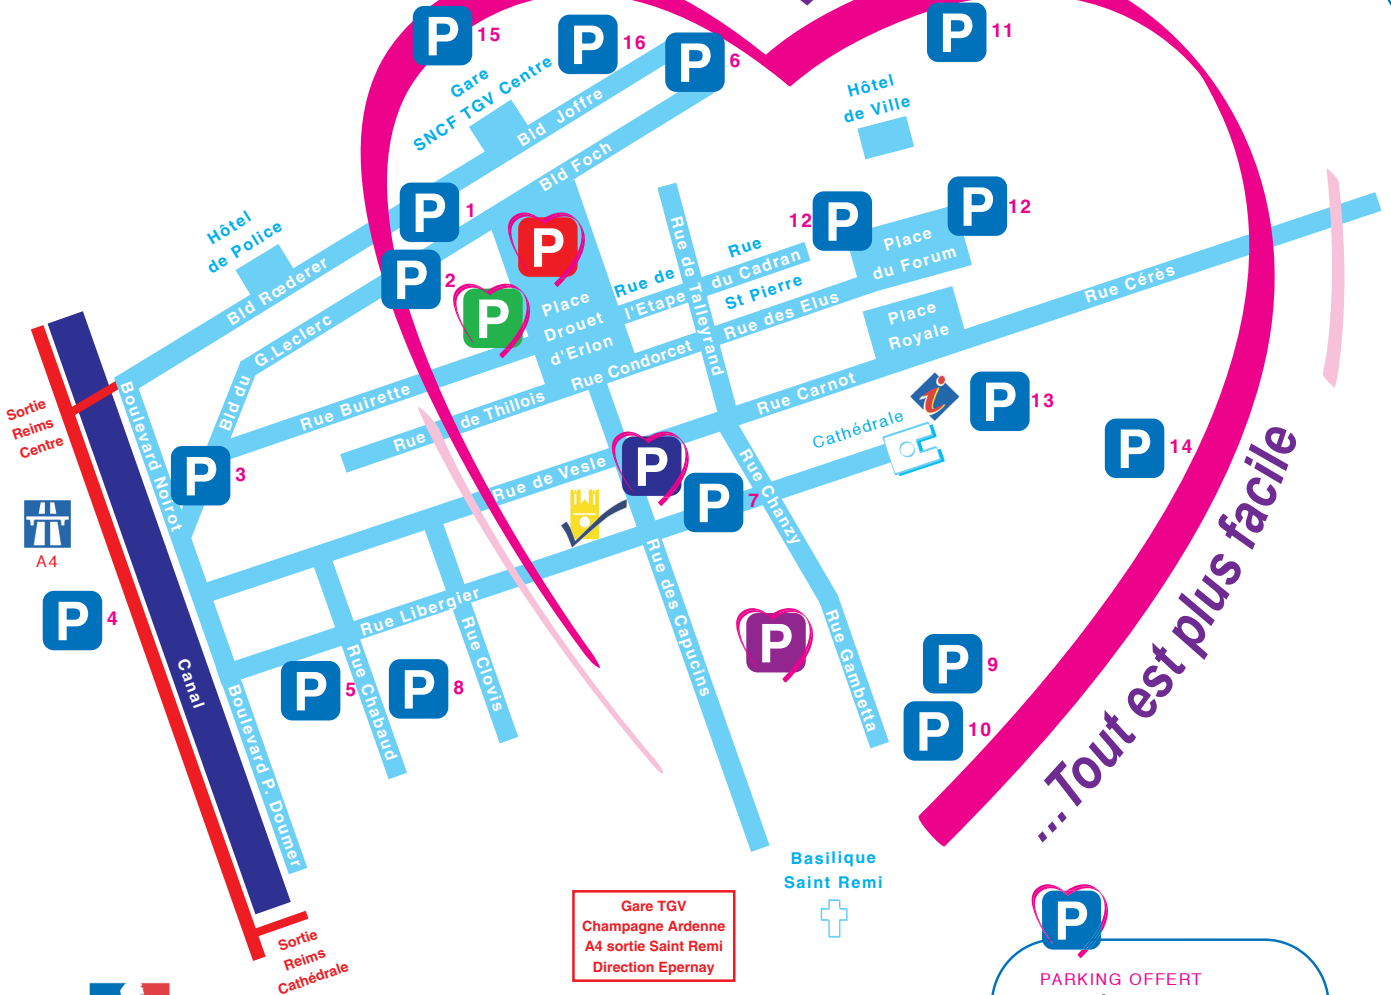 P 15
P 16
P 6
P 11
Gare
SNCF TGV Centre
Bld Joffre
Hôtel
de Ville
Bld Foch
P 1
P
12 P
P 12
Hôtel
de Police
Bld Rœderer
P 2
P
Place
Drouet
d'Erlon
Rue de
l'Etape
Rue
du Cadran
St Pierre
Rue de Talleyrand
Place
du Forum
Rue des Elus
Place
Royale
Rue Cérès
Bld du G.Leclerc
Rue Buirette
Rue Condorcet
Rue de Thillois
Rue Carnot
Sortie
Reims
Centre
Boulevard Noirot
P 3
Rue de Vesle
P
P 7
Cathédrale
i
P 13
P 14
Rue Chanzy
A4
P 4
Canal
Rue Libergier
P 5
P 8
Rue Chabaud
Rue Clovis
Rue des Capucins
P
Rue Gambetta
P 9
P 10
Boulevard P. Doumer
...Tout est plus facile
Basilique
Saint Remi
Sortie
Reims
Cathédrale
Gare TGV
Champagne Ardenne
A4 sortie Saint Remi
Direction Epernay
P
PARKING OFFERT